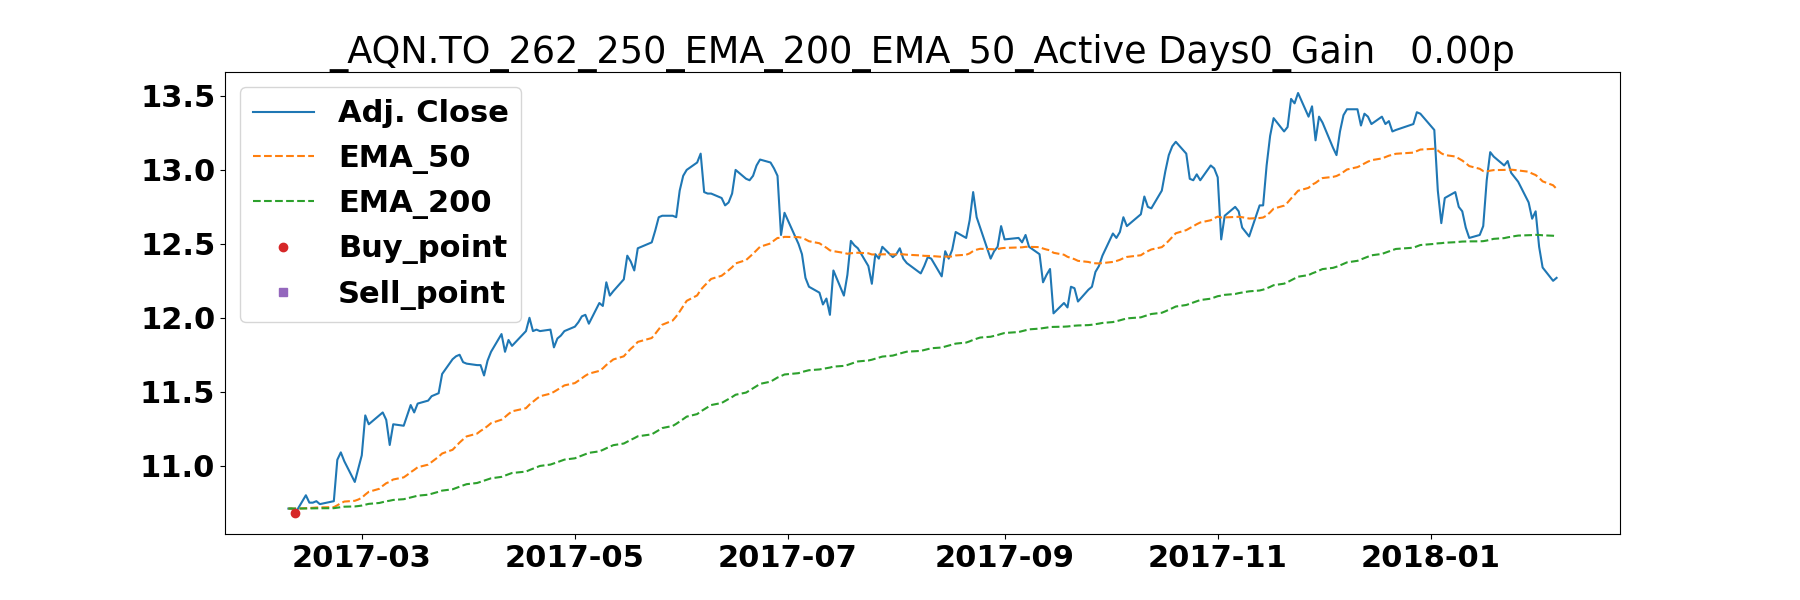 _AQN.TO_262_250_EMA_200_EMA_50_Active Days0_Gain   0.00p
13.5
13.0
12.5
12.0
11.5
11.0
Adj. Close
EMA_50
EMA_200
Buy_point
Sell_point
2017-03 2017-05 2017-07 2017-09 2017-11 2018-01